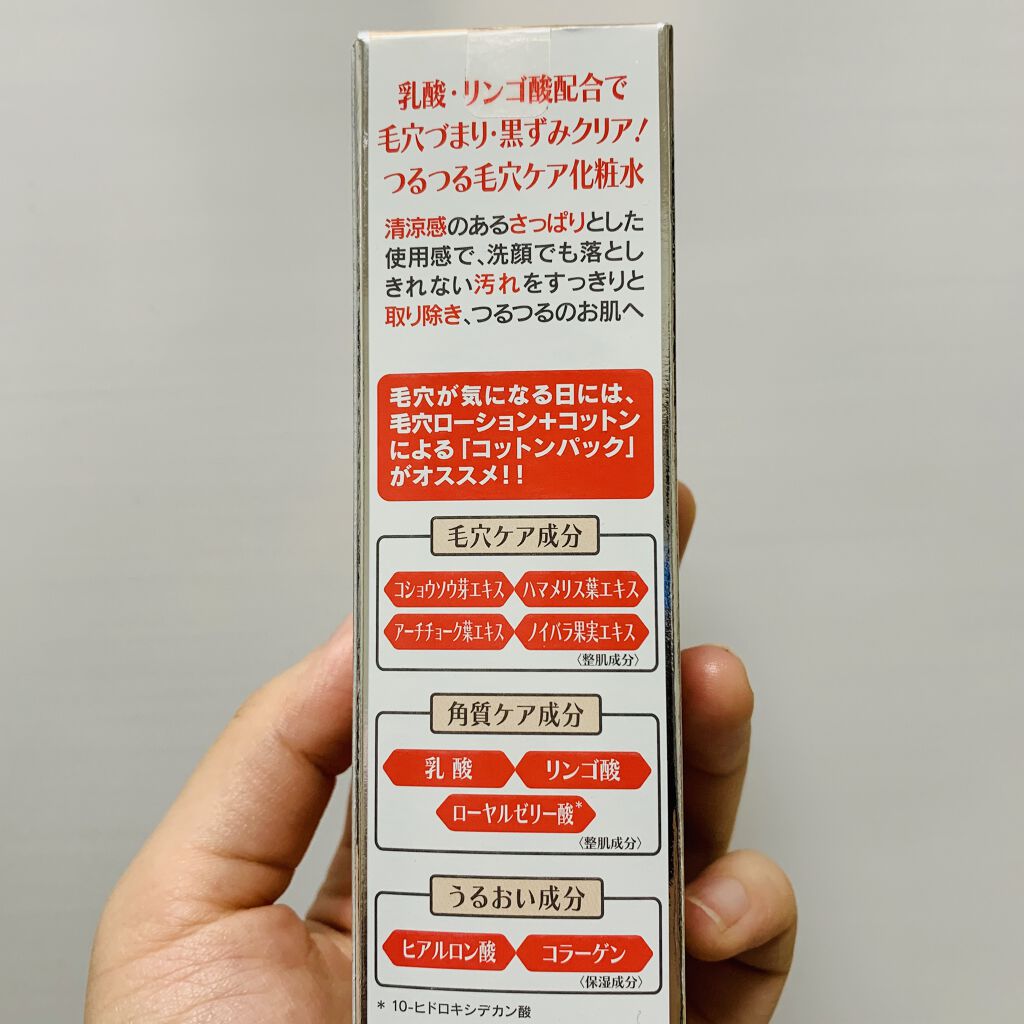 乳酸・リンゴ酸配合で
毛穴づまり・黒ずみクリア!
つるつる毛穴ケア化粧水
清涼感のあるさっぱりとした
使用感で、洗顔でも落とし
きれない汚れをすっきりと
取り除き、つるつるのお肌へ
毛穴が気になる日には、
毛穴ローション+コットン
による「コットンパック」
がオススメ!!
毛穴ケア成分
コショウソウ芽エキス ハマメリス葉エキス
アーチチョーク葉エキス ノイバラ果実エキス
〈整肌成分〉
角質ケア成分
乳酸 リンゴ酸
ローヤルゼリー酸*
〈整肌成分〉
うるおい成分
ヒアルロン酸 コラーゲン
〈保湿成分〉
* 10-ヒドロキシデカン酸